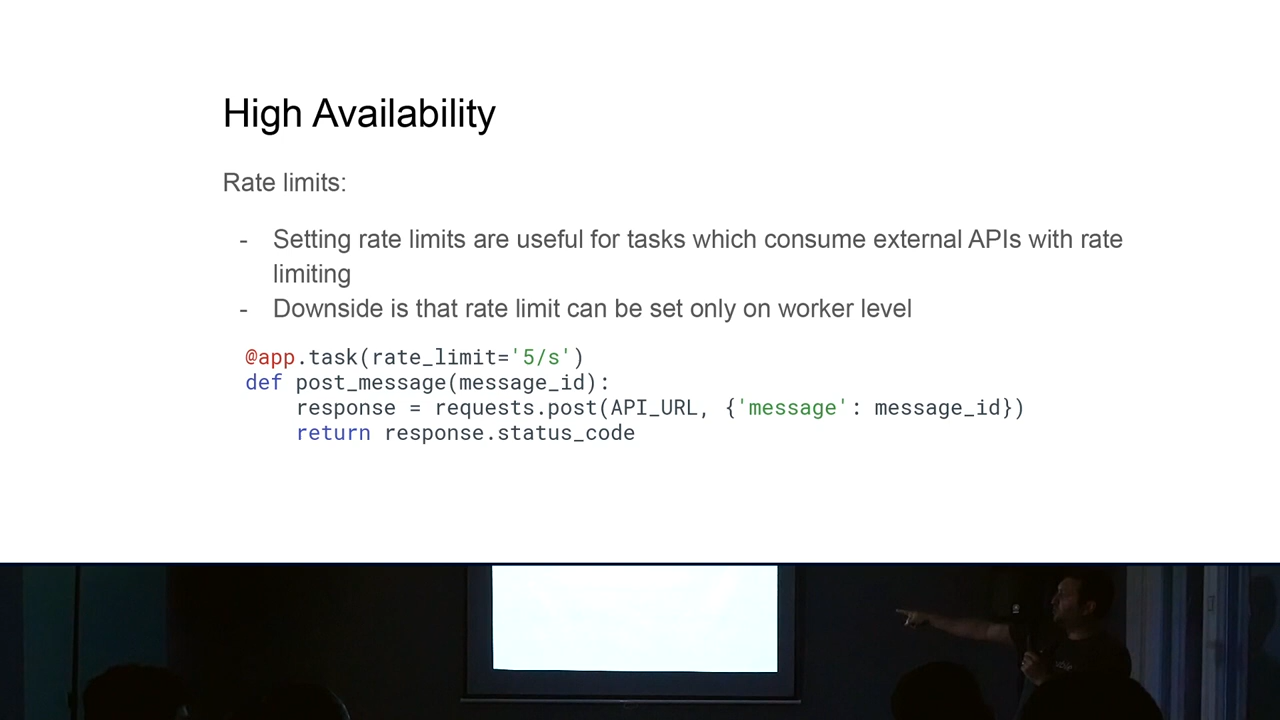 High Availability
Rate limits:
- Setting rate limits are useful for tasks which consume external APIs with rate
limiting
- Downside is that rate limit can be set only on worker level
@app.task(rate_limit='5/s')
def post_message(message_id):
    response = requests.post(API_URL, {'message': message_id})
    return response.status_code